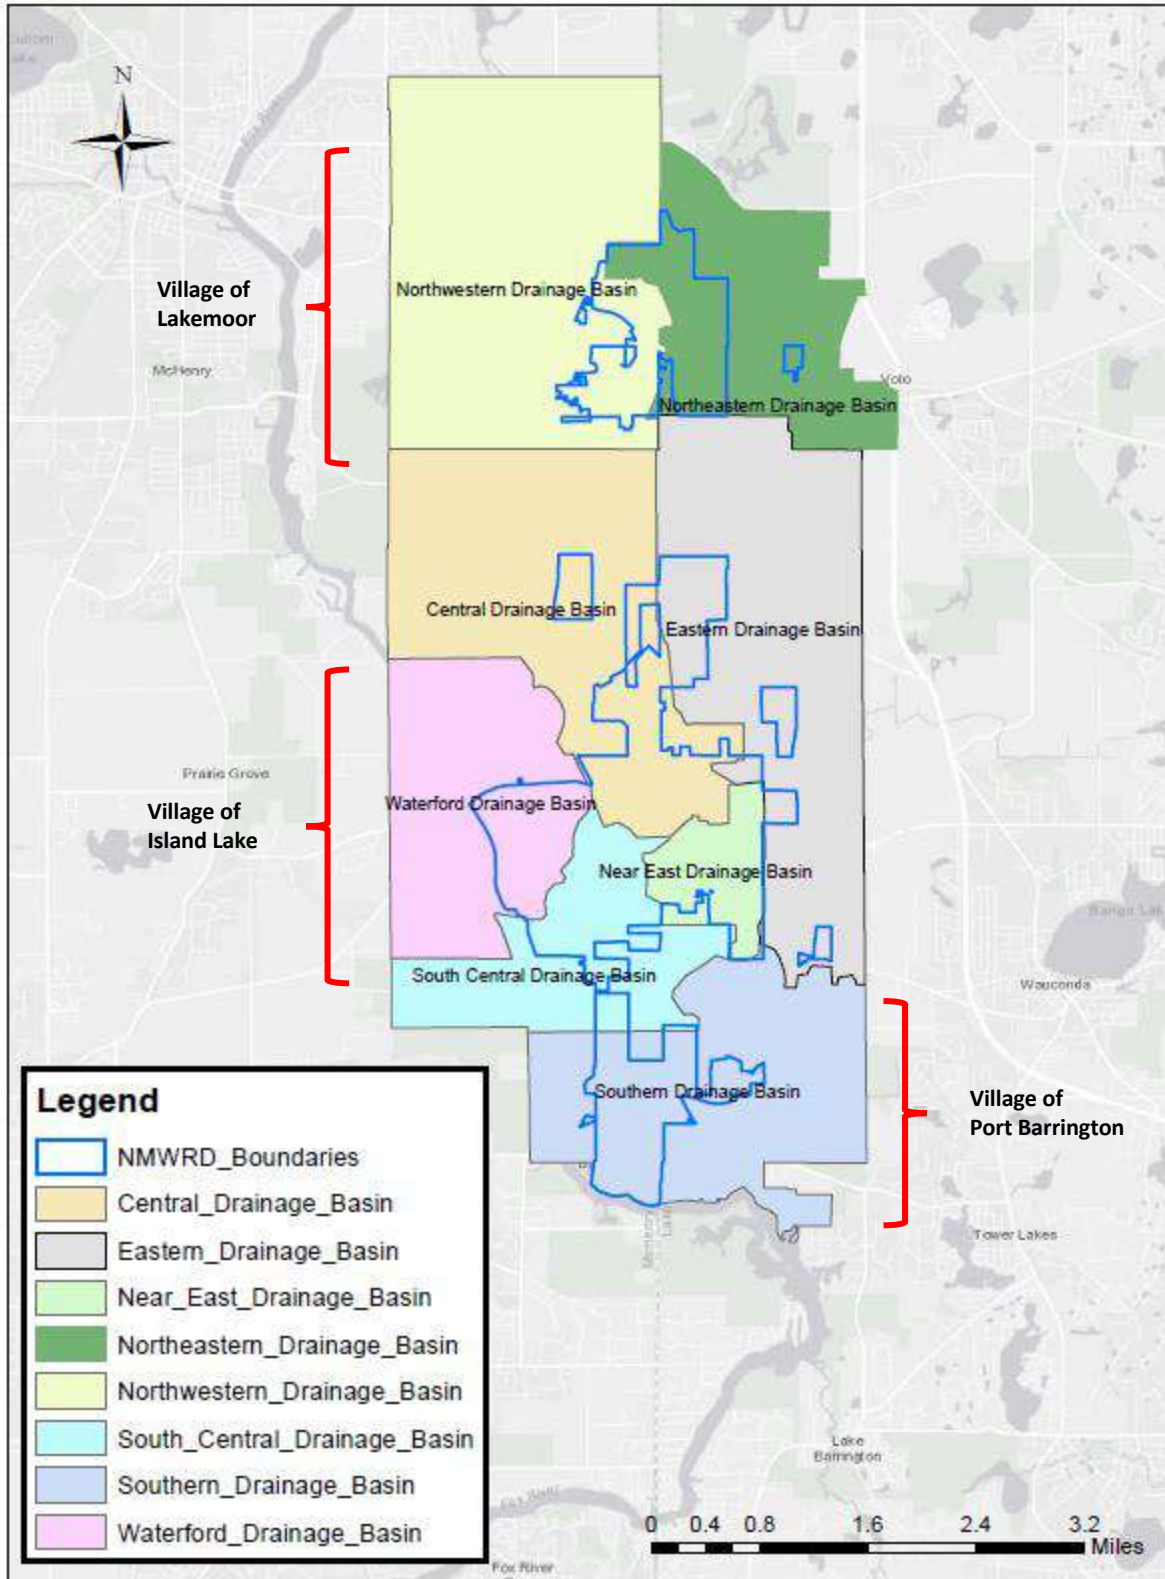 N
Village of
Lakemoor
Northwestern Drainage Basin
McHenry
Volo
Northeastern Drainage Basin
Central Drainage Basin
Eastern Drainage Basin
Prairie Grove
Village of
Island Lake
Waterford Drainage Basin
Near East Drainage Basin
South Central Drainage Basin
Wauconda
Southern Drainage Basin
Village of
Port Barrington
Legend
NMWRD_Boundaries
Central_Drainage_Basin
Eastern_Drainage_Basin
Near_East_Drainage_Basin
Northeastern_Drainage_Basin
Northwestern_Drainage_Basin
South_Central_Drainage_Basin
Southern_Drainage_Basin
Waterford_Drainage_Basin
McHenry
Lake
Tower Lakes
Lake
Barrington
Fox River
0 0.4 0.8 1.6 2.4 3.2
Miles